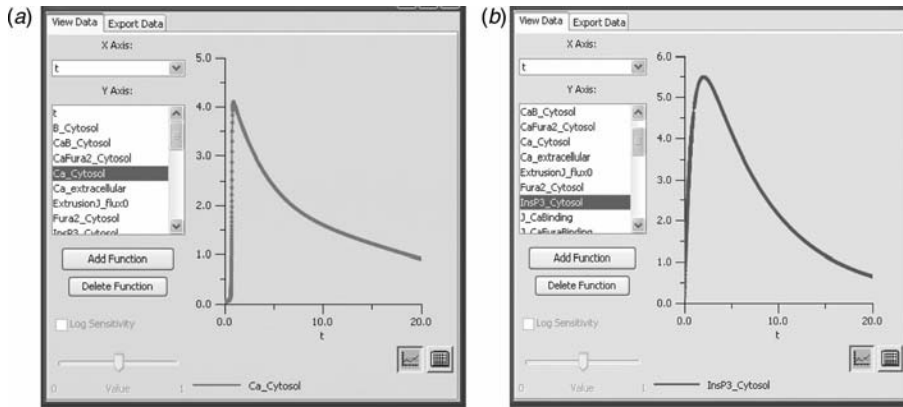 (a)
View Data Export Data
X Axis:
t
Y Axis:
t
B_Cytosol
CaB_Cytosol
CaFura2_Cytosol
Ca_Cytosol
Ca_extracellular
ExtrusionJ_flux0
Fura2_Cytosol
InsP3_Cytosol
Add Function
Delete Function
Log Sensitivity
0 Value 1
5.0
4.0
3.0
2.0
1.0
0.0
0.0 10.0 20.0
t
Ca_Cytosol
(b)
View Data Export Data
X Axis:
t
Y Axis:
CaB_Cytosol
CaFura2_Cytosol
Ca_Cytosol
Ca_extracellular
ExtrusionJ_flux0
Fura2_Cytosol
InsP3_Cytosol
J_CaBinding
J_CaFuraBinding
Add Function
Delete Function
Log Sensitivity
0 Value 1
6.0
5.0
4.0
3.0
2.0
1.0
0.0
0.0 10.0 20.0
t
InsP3_Cytosol